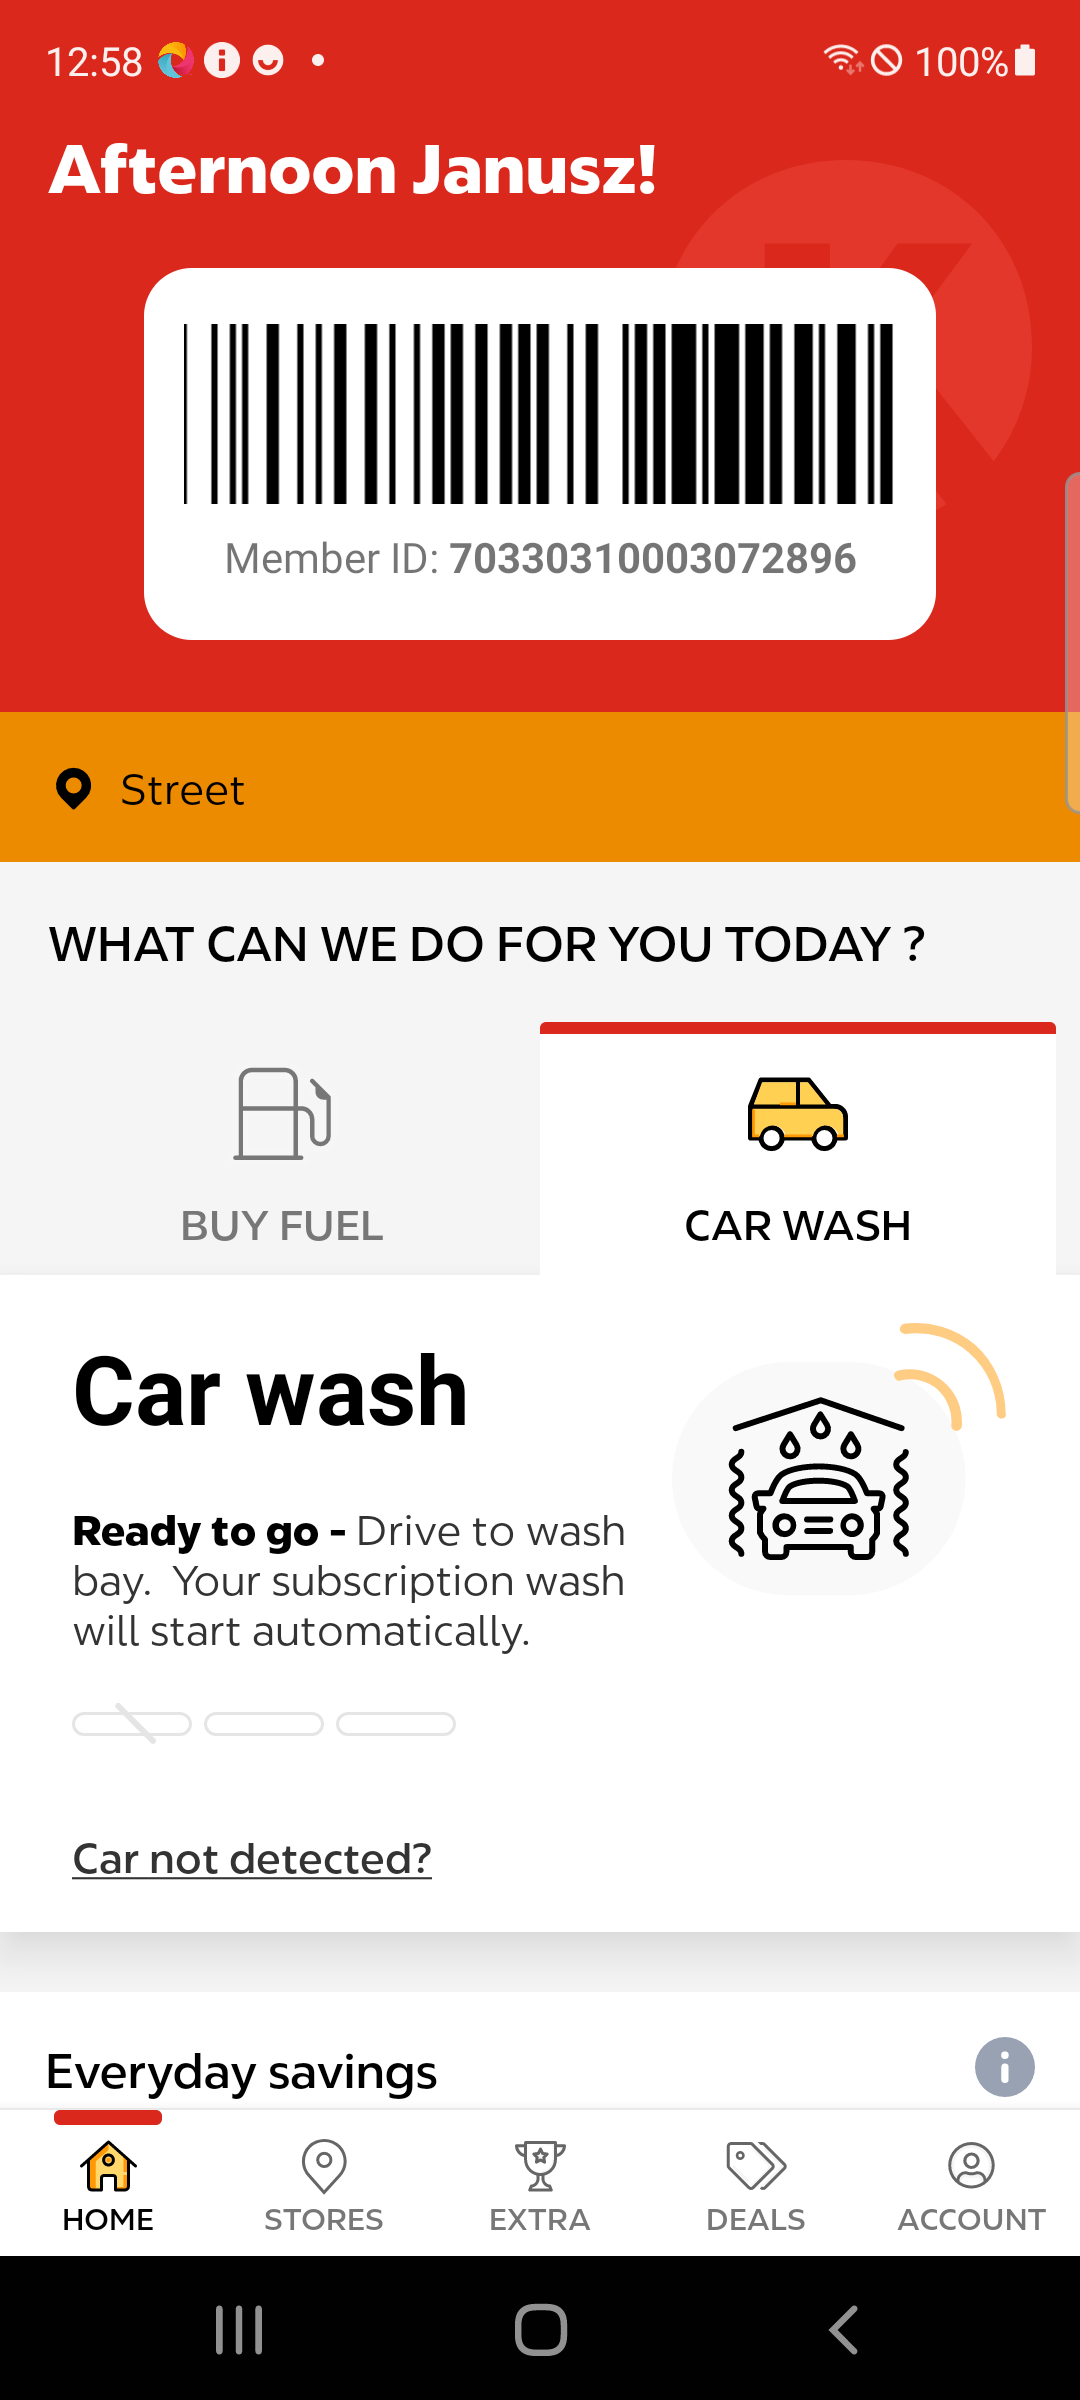 12:58
100%
Afternoon Janusz!
Member ID: 70330310003072896
Street
WHAT CAN WE DO FOR YOU TODAY ?
BUY FUEL
CAR WASH
Car wash
Ready to go - Drive to wash
bay.  Your subscription wash
will start automatically.
Car not detected?
Everyday savings
HOME
STORES
EXTRA
DEALS
ACCOUNT